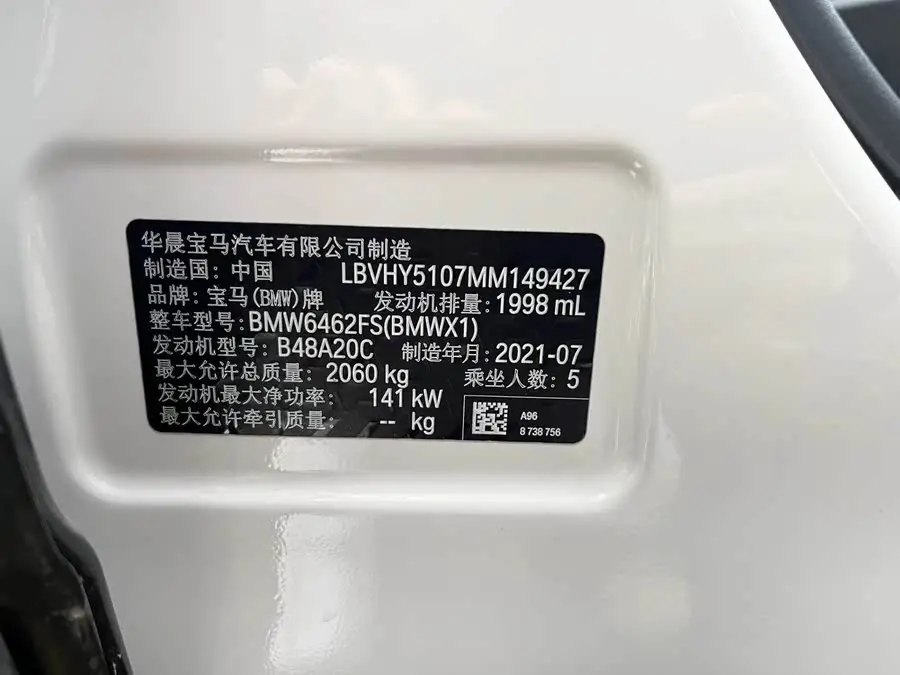 华晨宝马汽车有限公司制造
制造国: 中国 LBVHY5107MM149427
品牌: 宝马(BMW)牌 发动机排量: 1998 mL
整车型号: BMW6462FS(BMWX1)
发动机型号: B48A20C 制造年月: 2021-07
最大允许总质量: 2060 kg 乘坐人数: 5
发动机最大净功率: 141 kW
最大允许牵引质量: -- kg
A96
8 738 756